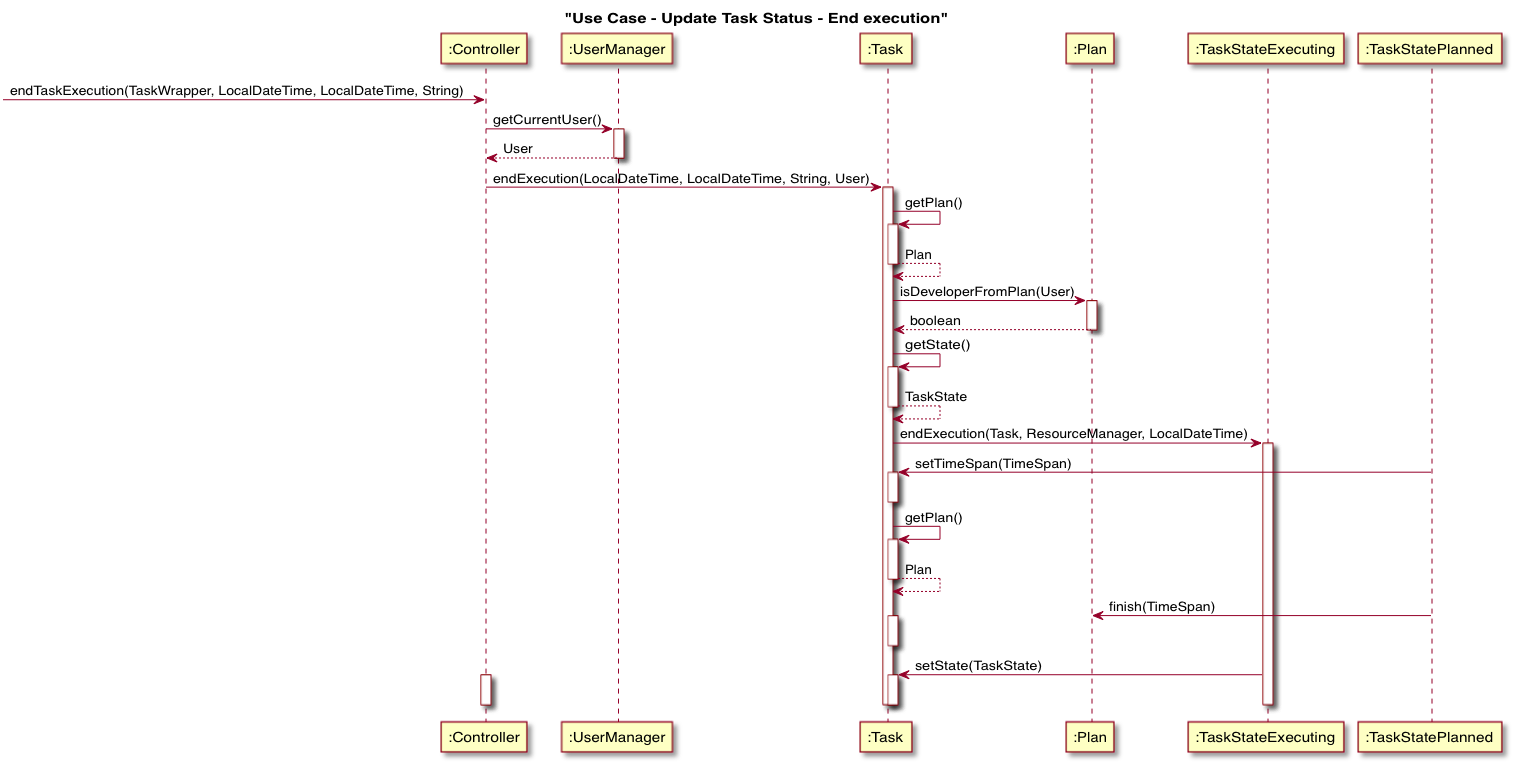 "Use Case - Update Task Status - End execution"
:Controller :UserManager :Task :Plan :TaskStateExecuting :TaskStatePlanned
endTaskExecution(TaskWrapper, LocalDateTime, LocalDateTime, String)
getCurrentUser()
User
endExecution(LocalDateTime, LocalDateTime, String, User)
getPlan()
Plan
isDeveloperFromPlan(User)
boolean
getState()
TaskState
endExecution(Task, ResourceManager, LocalDateTime)
setTimeSpan(TimeSpan)
getPlan()
Plan
finish(TimeSpan)
setState(TaskState)
:Controller :UserManager :Task :Plan :TaskStateExecuting :TaskStatePlanned